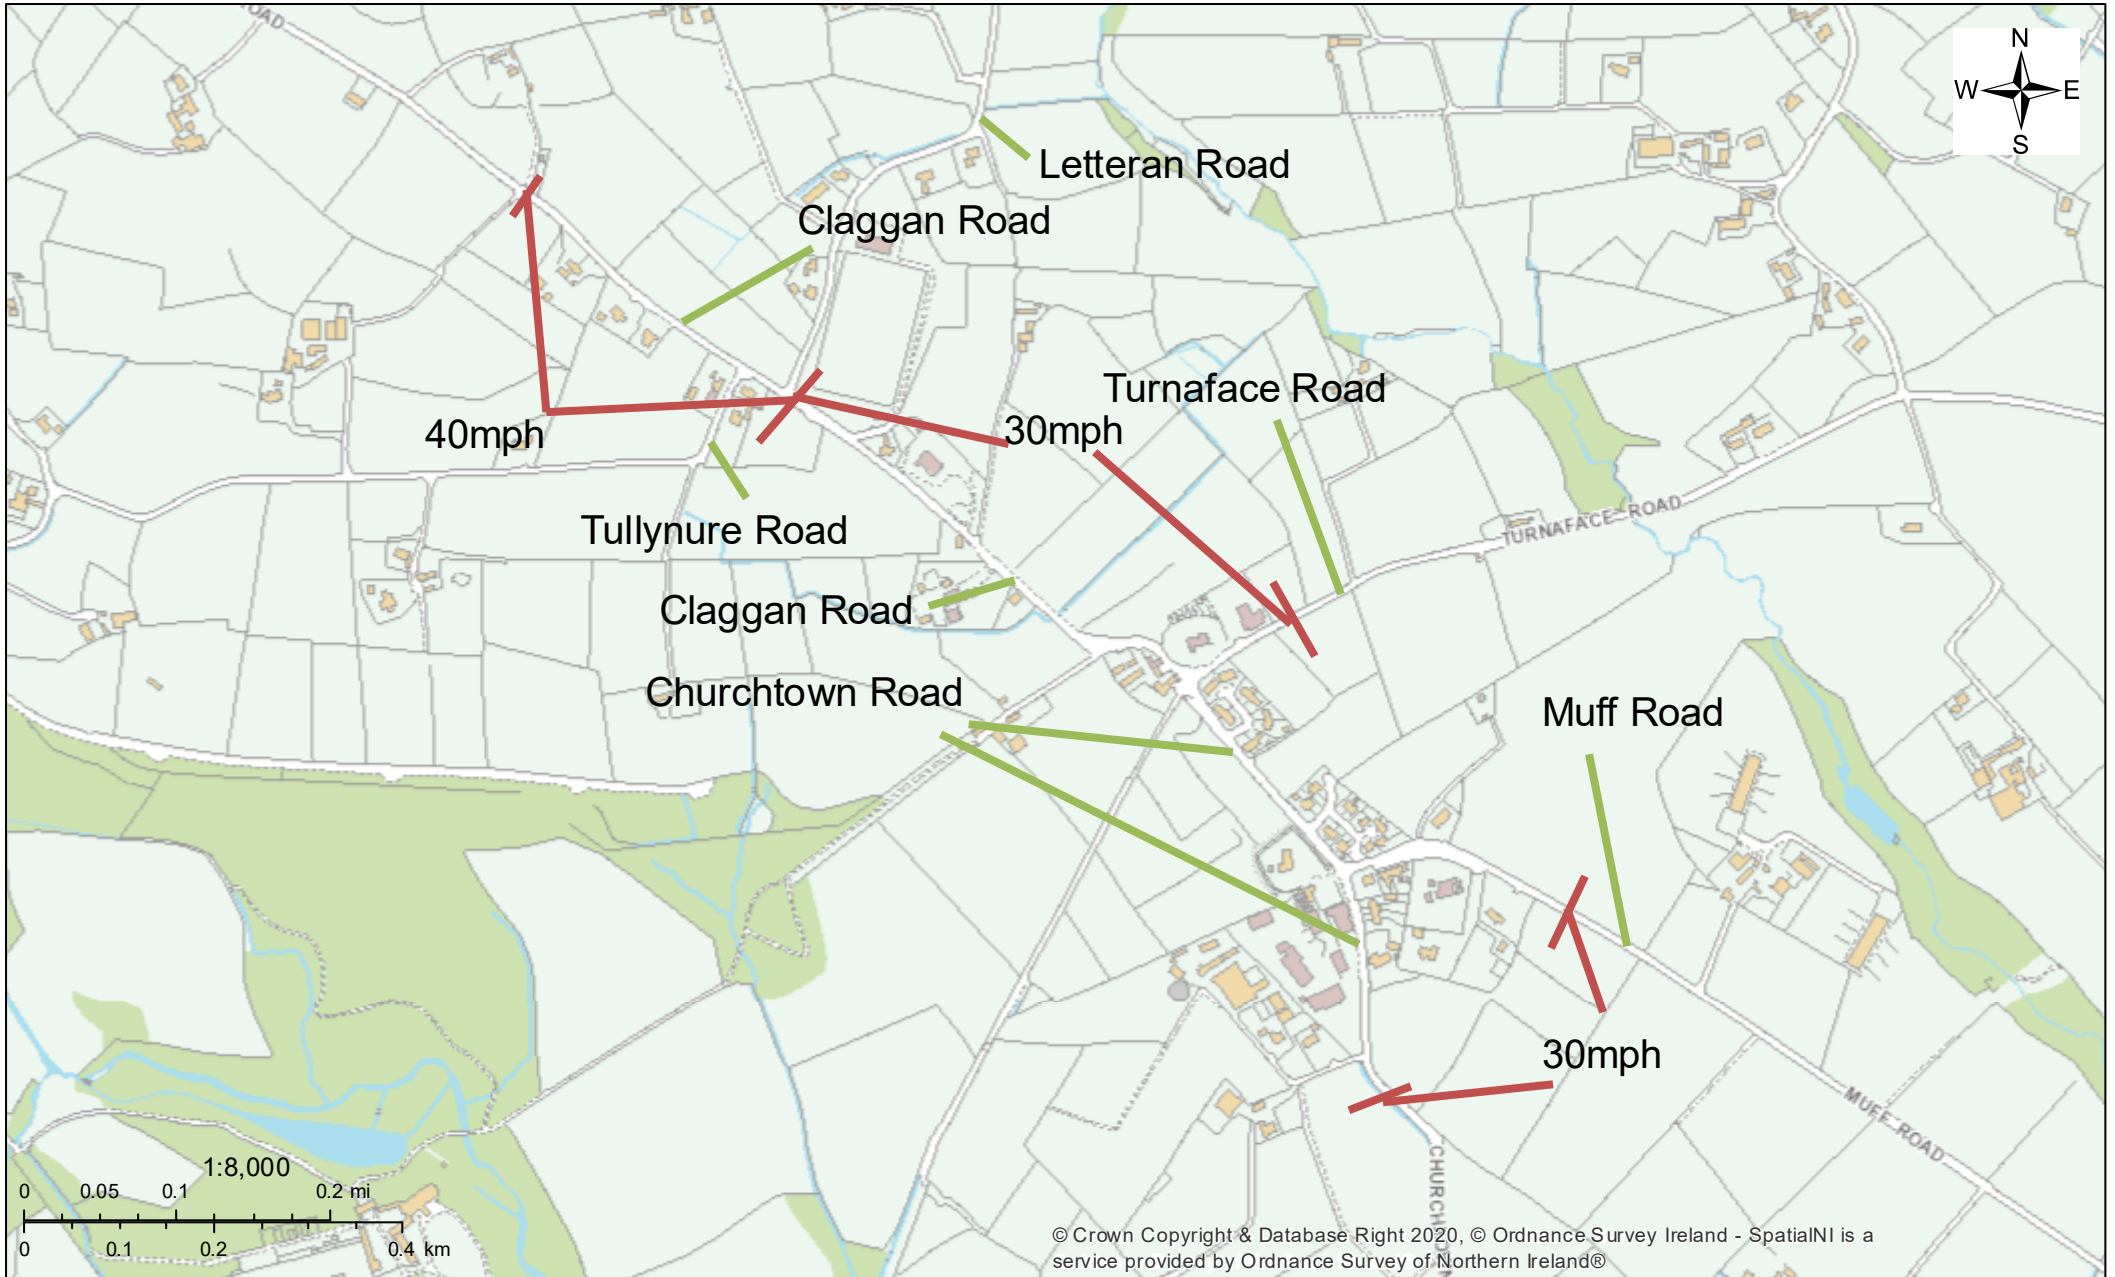 ROAD
N
W E
S
Letteran Road
Claggan Road
Turnaface Road
40mph
30mph
TURNAFACE ROAD
Tullynure Road
Claggan Road
Churchtown Road
Muff Road
30mph
MUFF ROAD
CHURCHTOWN
1:8,000
0 0.05 0.1 0.2 mi
0 0.1 0.2 0.4 km
© Crown Copyright & Database Right 2020, © Ordnance Survey Ireland - SpatialNI is a
service provided by Ordnance Survey of Northern Ireland®